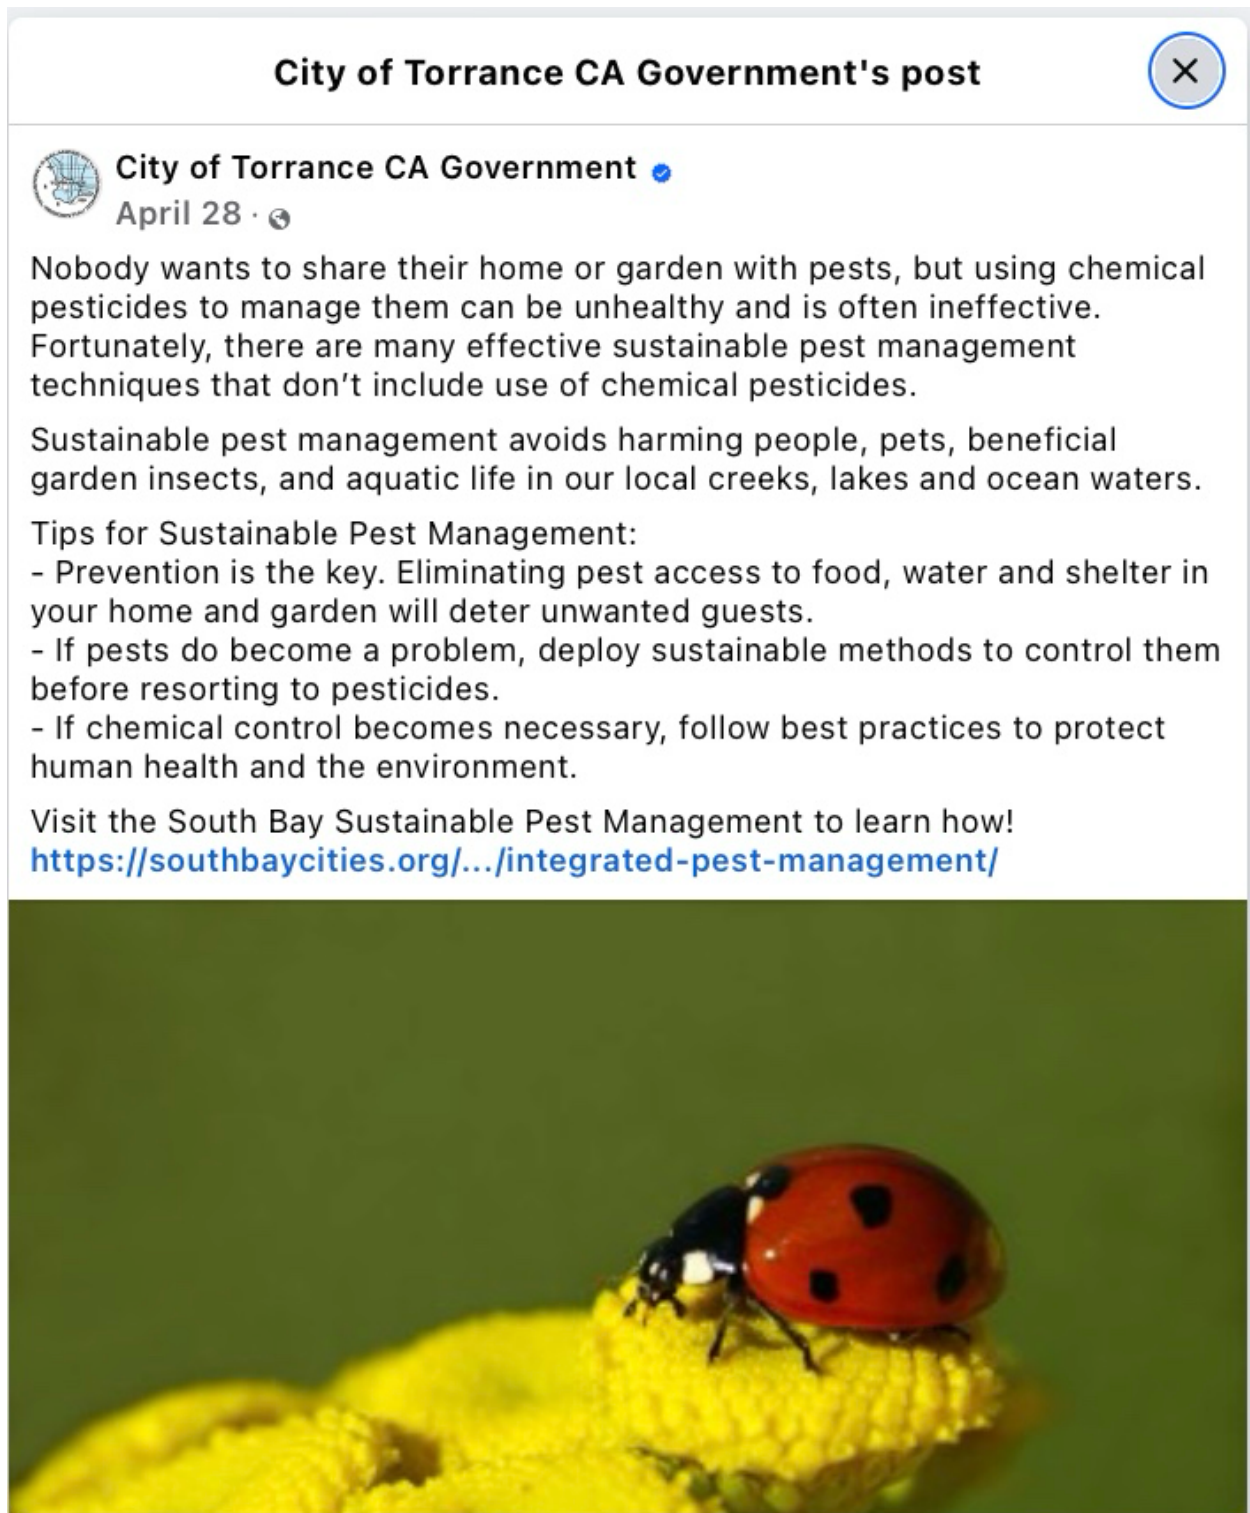 City of Torrance CA Government's post
City of Torrance CA Government
April 28 ·
Nobody wants to share their home or garden with pests, but using chemical
pesticides to manage them can be unhealthy and is often ineffective.
Fortunately, there are many effective sustainable pest management
techniques that don’t include use of chemical pesticides.
Sustainable pest management avoids harming people, pets, beneficial
garden insects, and aquatic life in our local creeks, lakes and ocean waters.
Tips for Sustainable Pest Management:
- Prevention is the key. Eliminating pest access to food, water and shelter in
your home and garden will deter unwanted guests.
- If pests do become a problem, deploy sustainable methods to control them
before resorting to pesticides.
- If chemical control becomes necessary, follow best practices to protect
human health and the environment.
Visit the South Bay Sustainable Pest Management to learn how!
https://southbaycities.org/.../integrated-pest-management/